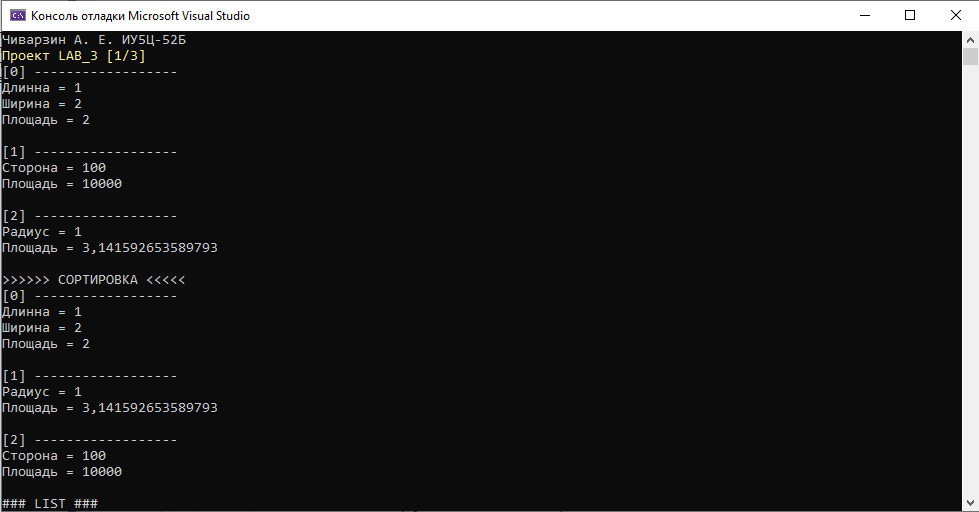 Консоль отладки Microsoft Visual Studio
Чиварзин А. Е. ИУ5Ц-52Б
Проект LAB_3 [1/3]
[0] ------------------
Длинна = 1
Ширина = 2
Площадь = 2
[1] ------------------
Сторона = 100
Площадь = 10000
[2] ------------------
Радиус = 1
Площадь = 3,141592653589793
>>>>>> СОРТИРОВКА <<<<<
[0] ------------------
Длинна = 1
Ширина = 2
Площадь = 2
[1] ------------------
Радиус = 1
Площадь = 3,141592653589793
[2] ------------------
Сторона = 100
Площадь = 10000
### LIST ###